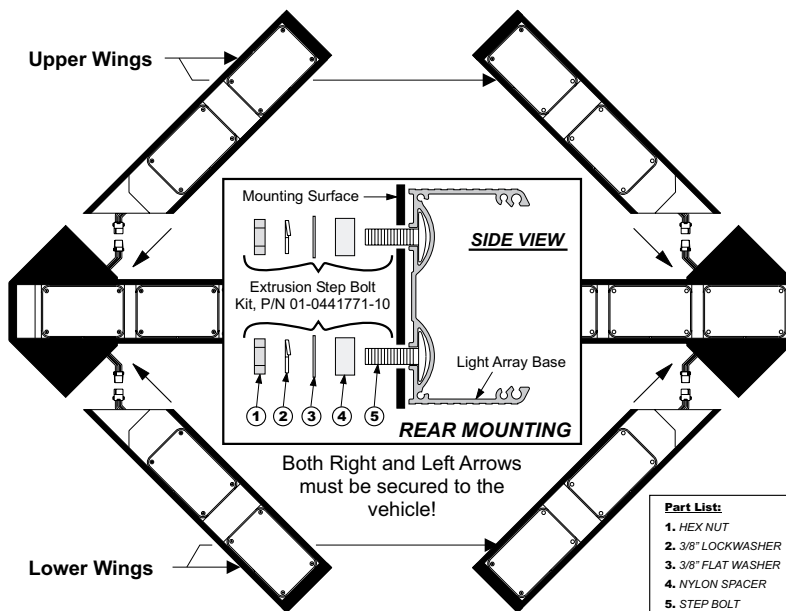 Upper Wings
Mounting Surface
SIDE VIEW
Extrusion Step Bolt
Kit, P/N 01-0441771-10
Light Array Base
1 2 3 4 5
REAR MOUNTING
Both Right and Left Arrows
must be secured to the
vehicle!
Lower Wings
Part List:
1. HEX NUT
2. 3/8" LOCKWASHER
3. 3/8" FLAT WASHER
4. NYLON SPACER
5. STEP BOLT